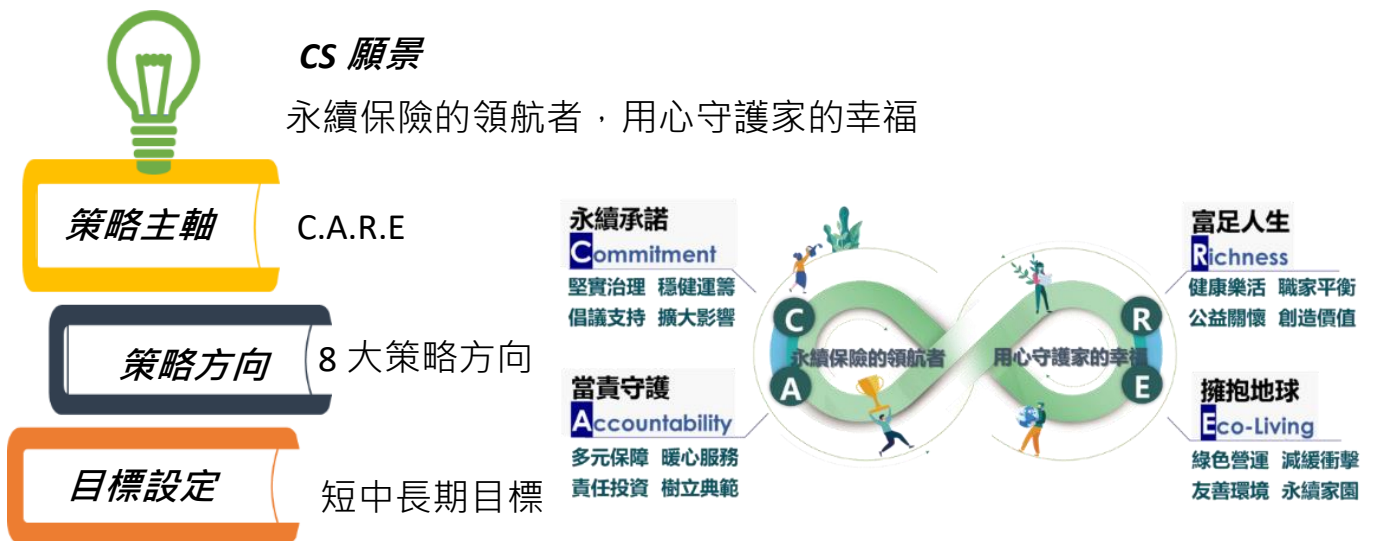 CS 願景
永續保險的領航者，用心守護家的幸福
策略主軸
C.A.R.E
策略方向
8 大策略方向
目標設定
短中長期目標
永續承諾
Commitment
堅實治理 穩健運籌
倡議支持 擴大影響
當責守護
Accountability
多元保障 暖心服務
責任投資 樹立典範
C
A
永續保險的領航者
用心守護家的幸福
R
E
富足人生
Richness
健康樂活 職家平衡
公益關懷 創造價值
擁抱地球
Eco-Living
綠色營運 減緩衝擊
友善環境 永續家園